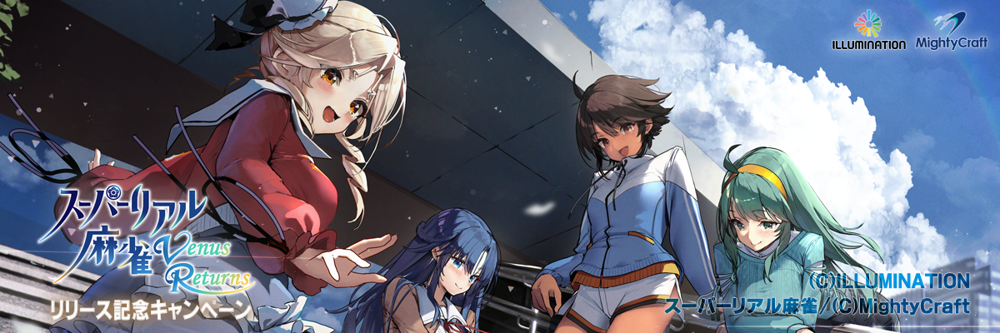 スーパーリアル
麻雀 Venus
Returns
リリース記念キャンペーン
ILLUMINATION
MightyCraft
(C)ILLUMINATION
スーパーリアル麻雀/(C)MightyCraft